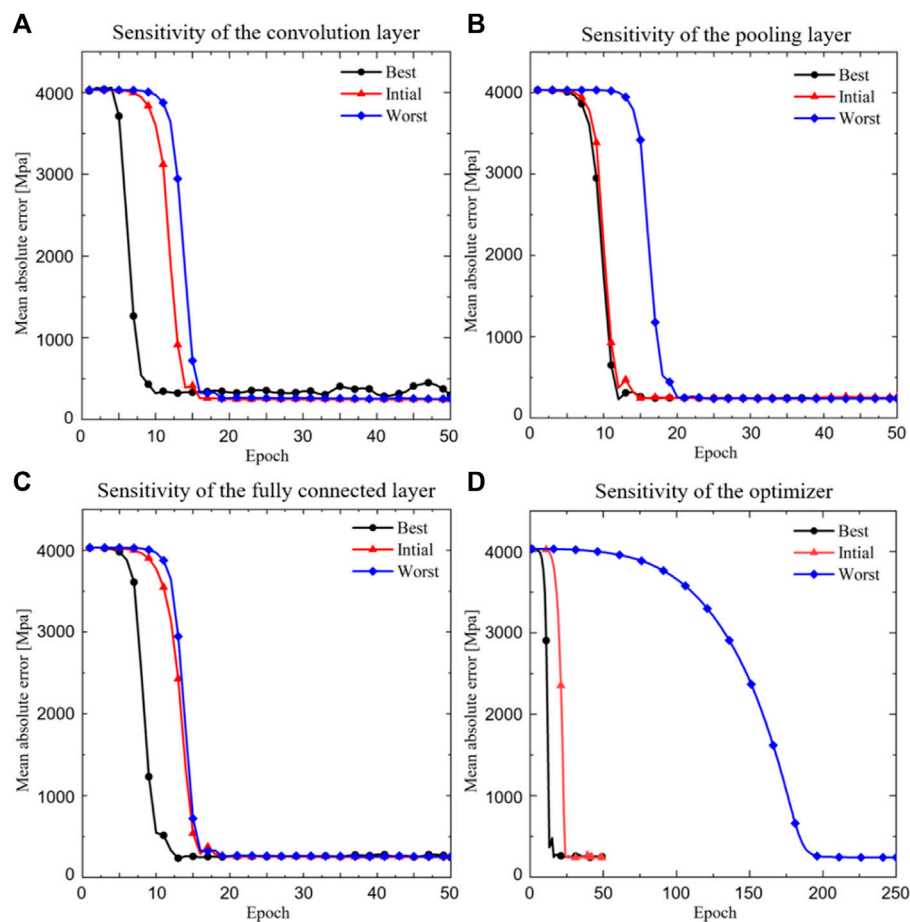 A
Sensitivity of the convolution layer
Best
Intial
Worst
Mean absolute error [Mpa]
4000
3000
2000
1000
0
0 10 20 30 40 50
Epoch
B
Sensitivity of the pooling layer
Best
Intial
Worst
Mean absolute error [Mpa]
4000
3000
2000
1000
0
0 10 20 30 40 50
Epoch
C
Sensitivity of the fully connected layer
Best
Intial
Worst
Mean absolute error [Mpa]
4000
3000
2000
1000
0
0 10 20 30 40 50
Epoch
D
Sensitivity of the optimizer
Best
Intial
Worst
Mean absolute error [Mpa]
4000
3000
2000
1000
0
0 50 100 150 200 250
Epoch